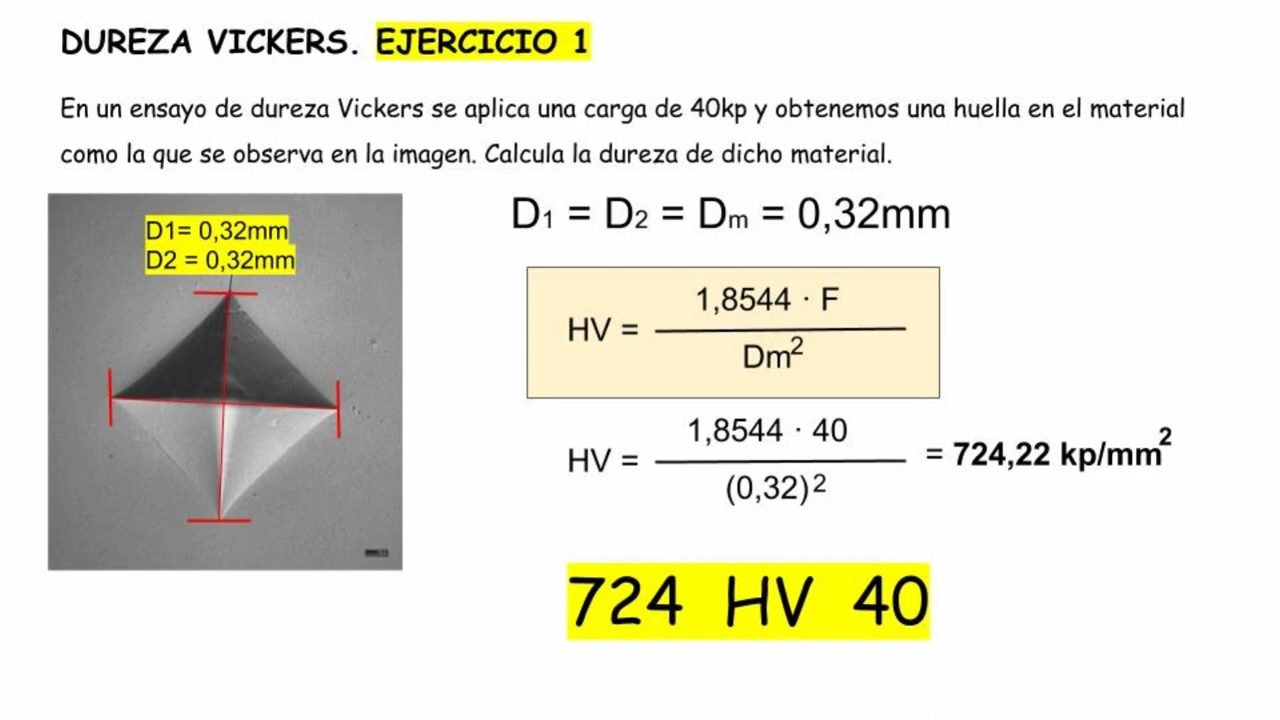 DUREZA VICKERS. EJERCICIO 1
En un ensayo de dureza Vickers se aplica una carga de 40kp y obtenemos una huella en el material
como la que se observa en la imagen. Calcula la dureza de dicho material.
D1= 0,32mm
D2 = 0,32mm
D1 = D2 = Dm = 0,32mm
1,8544 · F
HV =
Dm2
1,8544 · 40
HV =
= 724,22 kp/mm2
(0,32)2
724 HV 40